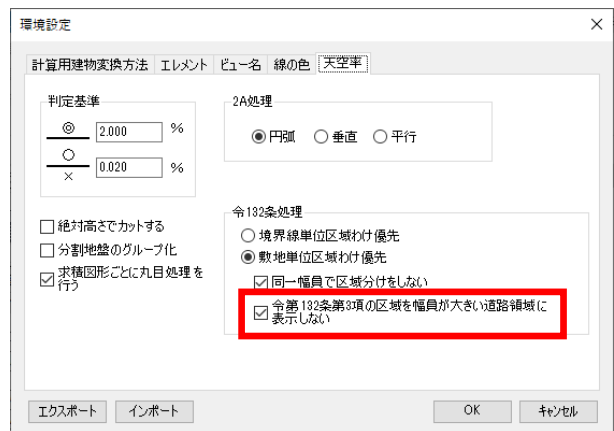 環境設定
計算用建物変換方法 エレメント ビュー名 線の色 天空率
判定基準
◎ 2.000 %
○ 0.020 %
×
2A処理
円弧 垂直 平行
絶対高さでカットする
分割地盤のグループ化
求積図形ごとに丸目処理を
行う
令132条処理
境界線単位区域わけ優先
敷地単位区域わけ優先
同一幅員で区域分けをしない
令第132条第3項の区域を幅員が大きい道路領域に
表示しない
エクスポート インポート OK キャンセル